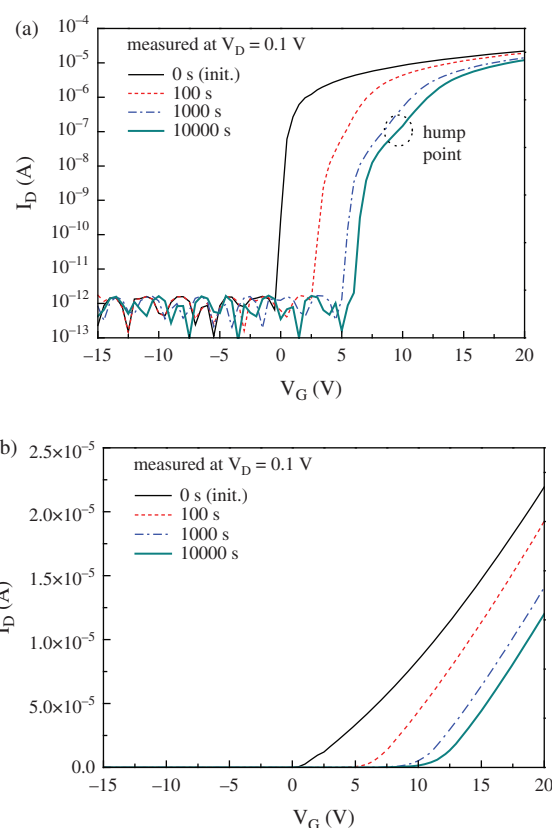 (a)
measured at V_D = 0.1 V
0 s (init.)
100 s
1000 s
10000 s
hump
point
I_D (A)
10⁻⁴
10⁻⁵
10⁻⁶
10⁻⁷
10⁻⁸
10⁻⁹
10⁻¹⁰
10⁻¹¹
10⁻¹²
10⁻¹³
−15 −10 −5 0 5 10 15 20
V_G (V)
b)
measured at V_D = 0.1 V
0 s (init.)
100 s
1000 s
10000 s
I_D (A)
2.5×10⁻⁵
2.0×10⁻⁵
1.5×10⁻⁵
1.0×10⁻⁵
5.0×10⁻⁶
0.0
−15 −10 −5 0 5 10 15 20
V_G (V)